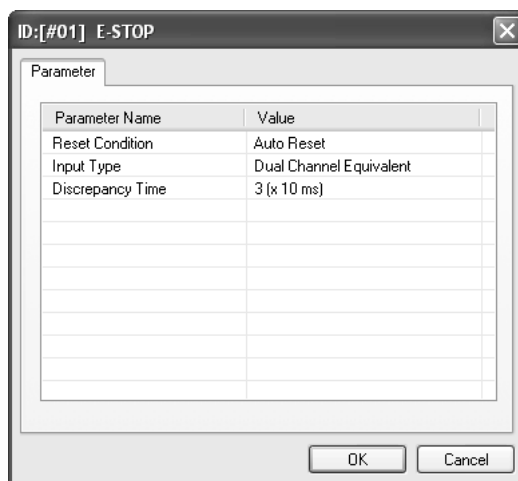 ID:[#01] E-STOP
Parameter
Parameter Name Value
Reset Condition Auto Reset
Input Type Dual Channel Equivalent
Discrepancy Time 3 (x 10 ms)
OK Cancel